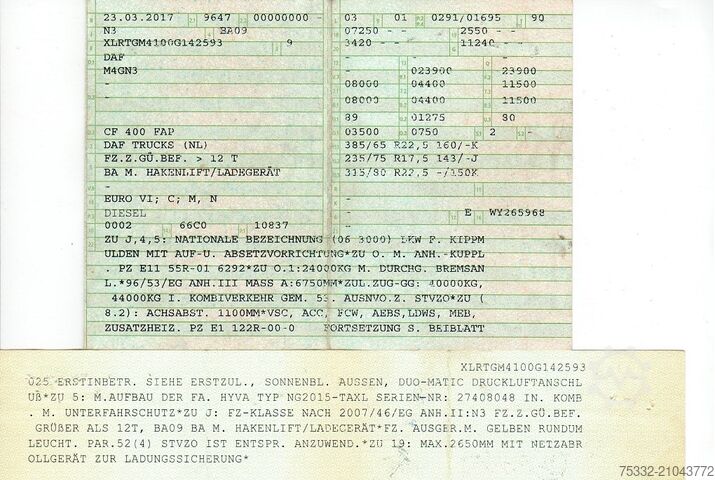 23.03.2017 9647 00000000 - 03 01 0291/01695 90
N3 BA09 07250 - - 2550 - -
XLRTGM4100G142593 9 3420 - - 11240 - -
DAF - -
M4GN3 - 023900 23900
- 08000 04400 11500
- 08000 04400 11500
89 01275 80
CF 400 FAP 03500 0750 2 -
DAF TRUCKS (NL) 385/65 R22,5 160/-K
FZ.Z.GÜ.BEF. > 12 T 235/75 R17,5 143/-J
BA M. HAKENLIFT/LADEGERÄT 315/80 R22,5 -/150K
- -
EURO VI; C; M, N -
DIESEL - E WY265968
0002 66C0 10837 -
ZU J,4,5: NATIONALE BEZEICHNUNG (06 3000) LKW F. KIPPM
ULDEN MIT AUF-U. ABSETZVORRICHTUNG*ZU O. M. ANH.-KUPPL
. PZ E11 55R-01 6292*ZU O.1:24000KG M. DURCHG. BREMSAN
L.*96/53/EG ANH.III MASS A:6750MM*ZUL.ZUG-GG: 40000KG,
44000KG I. KOMBIVERKEHR GEM. 53. AUSNVO.Z. STVZO*ZU (
8.2): ACHSABST. 1100MM*VSC, ACC, FCW, AEBS,LDWS, MEB,
ZUSATZHEIZ. PZ E1 122R-00-0 FORTSETZUNG S. BEIBLATT
XLRTGM4100G142593
025 ERSTINBETR. SIEHE ERSTZUL., SONNENBL. AUSSEN, DUO-MATIC DRUCKLUFTANSCHL
Uß*ZU 5: M.AUFBAU DER FA. HYVA TYP NG2015-TAXL SERIEN-NR: 27408048 IN. KOMB
. M. UNTERFAHRSCHUTZ*ZU J: FZ-KLASSE NACH 2007/46/EG ANH.II:N3 FZ.Z.GÜ.BEF.
GRÜßER ALS 12T, BA09 BA M. HAKENLIFT/LADECERÄT*FZ. AUSGER.M. GELBEN RUNDUM
LEUCHT. PAR.52(4) STVZO IST ENTSPR. ANZUWEND.*ZU 19: MAX.2650MM MIT NETZABR
OLLGERÄT ZUR LADUNGSSICHERUNG*
75332-21043772